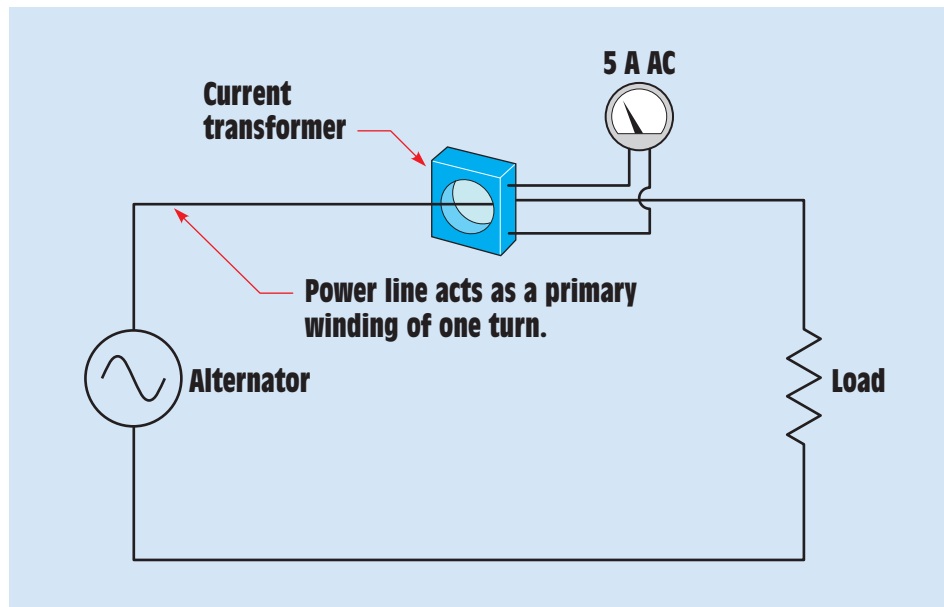 5 A AC
Current
transformer
Power line acts as a primary
winding of one turn.
Alternator
Load